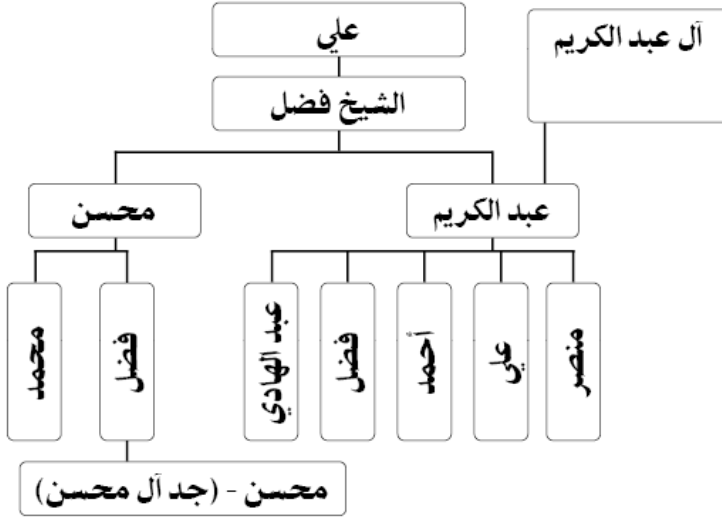 علي
آل عبد الكريم
الشيخ فضل
عبد الكريم
محسن
منصر
علي
أحمد
فضل
عبد الهادي
فضل
محمد
محسن - (جد آل محسن)